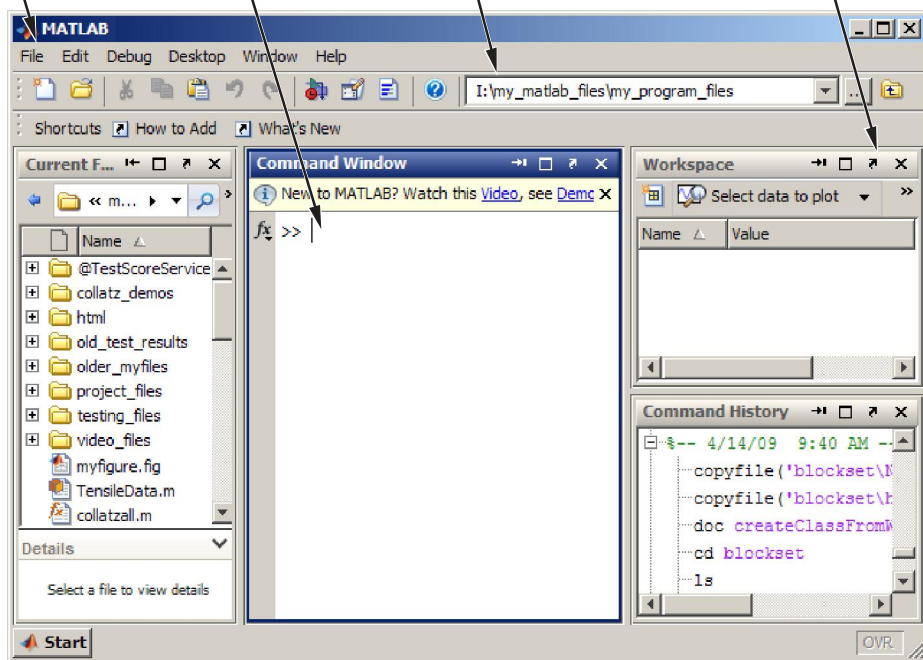 MATLAB
File Edit Debug Desktop Window Help
I:\my_matlab_files\my_program_files
...
Shortcuts How to Add What's New
Current F...
« m...
Name
@TestScoreService
collatz_demos
html
old_test_results
older_myfiles
project_files
testing_files
video_files
myfigure.fig
TensileData.m
collatzall.m
Details
Select a file to view details
Command Window
New to MATLAB? Watch this Video, see Demo
fx >>
Workspace
Select data to plot »
Name Value
Command History
%-- 4/14/09 9:40 AM --
copyfile('blockset\
copyfile('blockset\h
doc createClassFromW
cd blockset
ls
Start
OVR